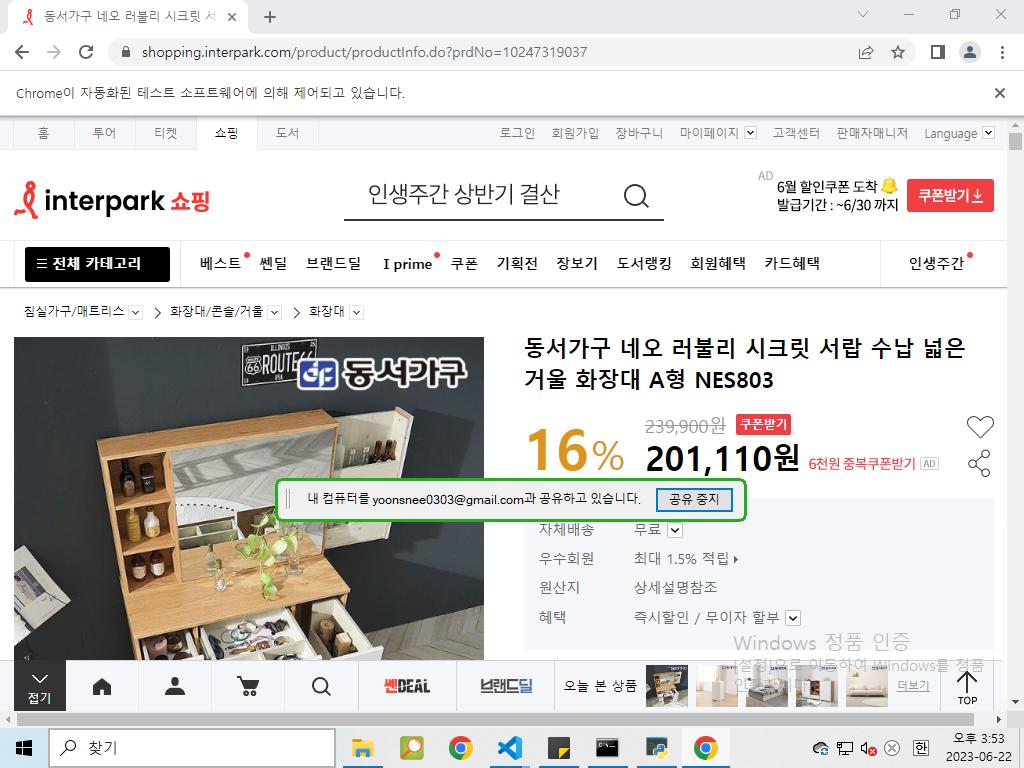 동서가구 네오 러불리 시크릿 서
shopping.interpark.com/product/productInfo.do?prdNo=10247319037
Chrome이 자동화된 테스트 소프트웨어에 의해 제어되고 있습니다.
홈 투어 티켓 쇼핑 도서 로그인 회원가입 장바구니 마이페이지 고객센터 판매자매니저 Language
interpark 쇼핑
인생주간 상반기 결산
AD
6월 할인쿠폰 도착
발급기간 : ~6/30 까지
쿠폰받기
전체 카테고리 베스트 쎈딜 브랜드딜 I prime 쿠폰 기획전 장보기 도서랭킹 회원혜택 카드혜택 인생주간
침실가구/매트리스 화장대/콘솔/거울 화장대
ILLINOIS
ROUTE
66
USA
동서가구
동서가구 네오 러불리 시크릿 서랍 수납 넓은
거울 화장대 A형 NES803
16%
239,900원 쿠폰받기
201,110원 6천원 중복쿠폰받기 AD
내 컴퓨터를 yoonsnee0303@gmail.com과 공유하고 있습니다. 공유 중지
자체배송 무료
우수회원 최대 1.5% 적립
원산지 상세설명참조
혜택 즉시할인 / 무이자 할부
Windows 정품 인증
[설정]으로 이동하여 Windows를 정품
접기
쎈DEAL
브랜드딜
오늘 본 상품
더보기
TOP
찾기
한
오후 3:53
2023-06-22